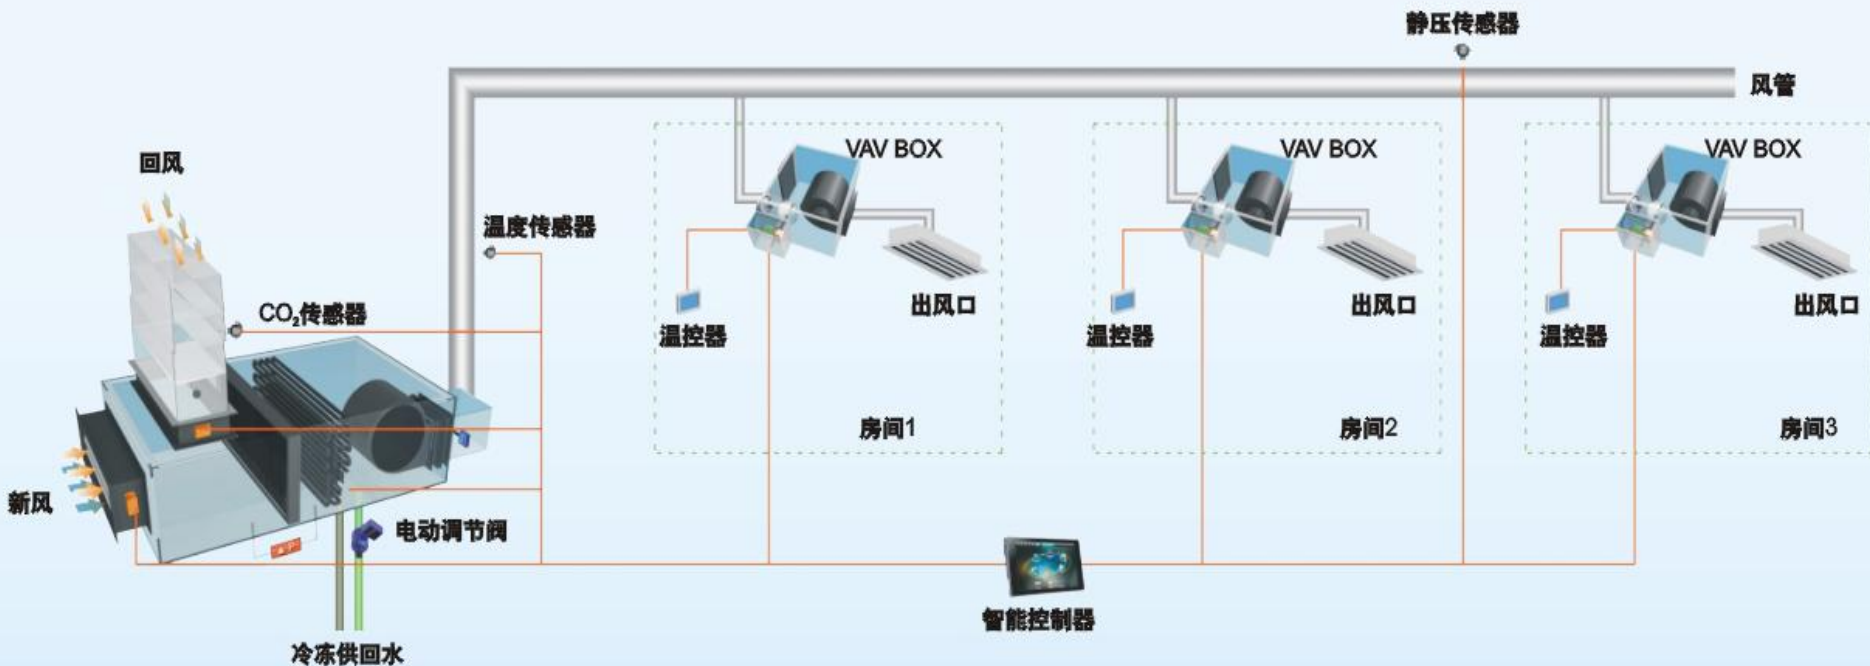 静压传感器
风管
VAV BOX
VAV BOX
VAV BOX
回风
温度传感器
CO₂传感器
出风口
出风口
出风口
温控器
温控器
温控器
房间1
房间2
房间3
新风
电动调节阀
智能控制器
冷冻供回水